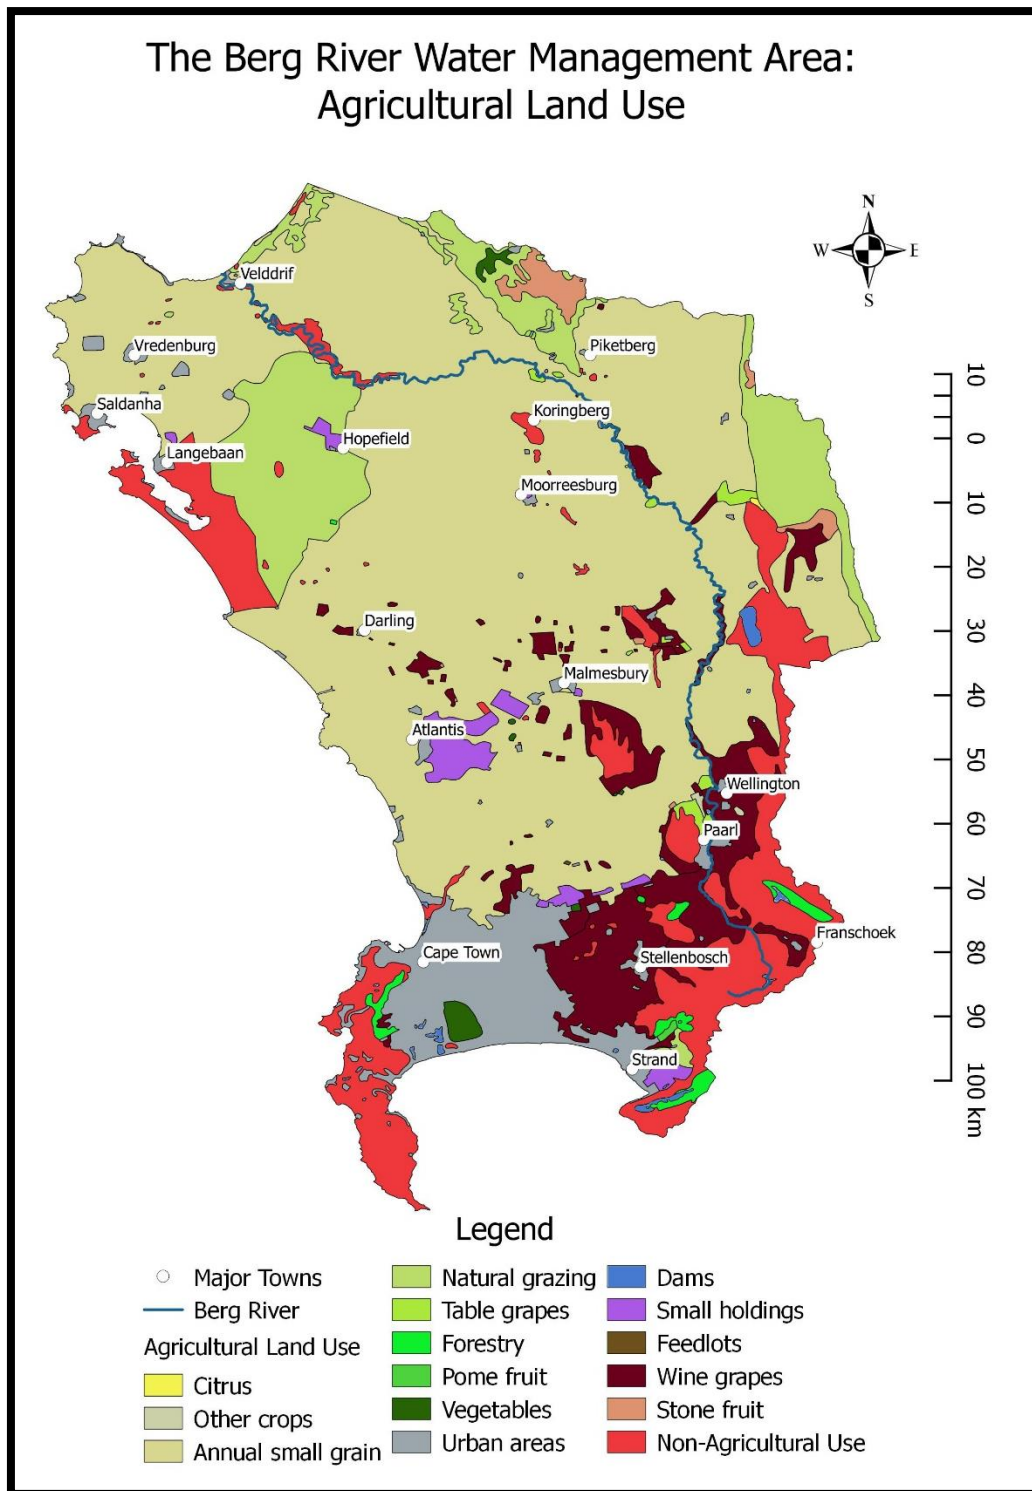 The Berg River Water Management Area:
Agricultural Land Use
N
W
E
S
Velddrif
Vredenburg
Piketberg
Saldanha
Koringberg
Hopefield
Langebaan
Moorreesburg
Darling
Malmesbury
Atlantis
Wellington
Paarl
Franschoek
Cape Town
Stellenbosch
Strand
10
0
10
20
30
40
50
60
70
80
90
100 km
Legend
Major Towns
Berg River
Agricultural Land Use
Citrus
Other crops
Annual small grain
Natural grazing
Table grapes
Forestry
Pome fruit
Vegetables
Urban areas
Dams
Small holdings
Feedlots
Wine grapes
Stone fruit
Non-Agricultural Use